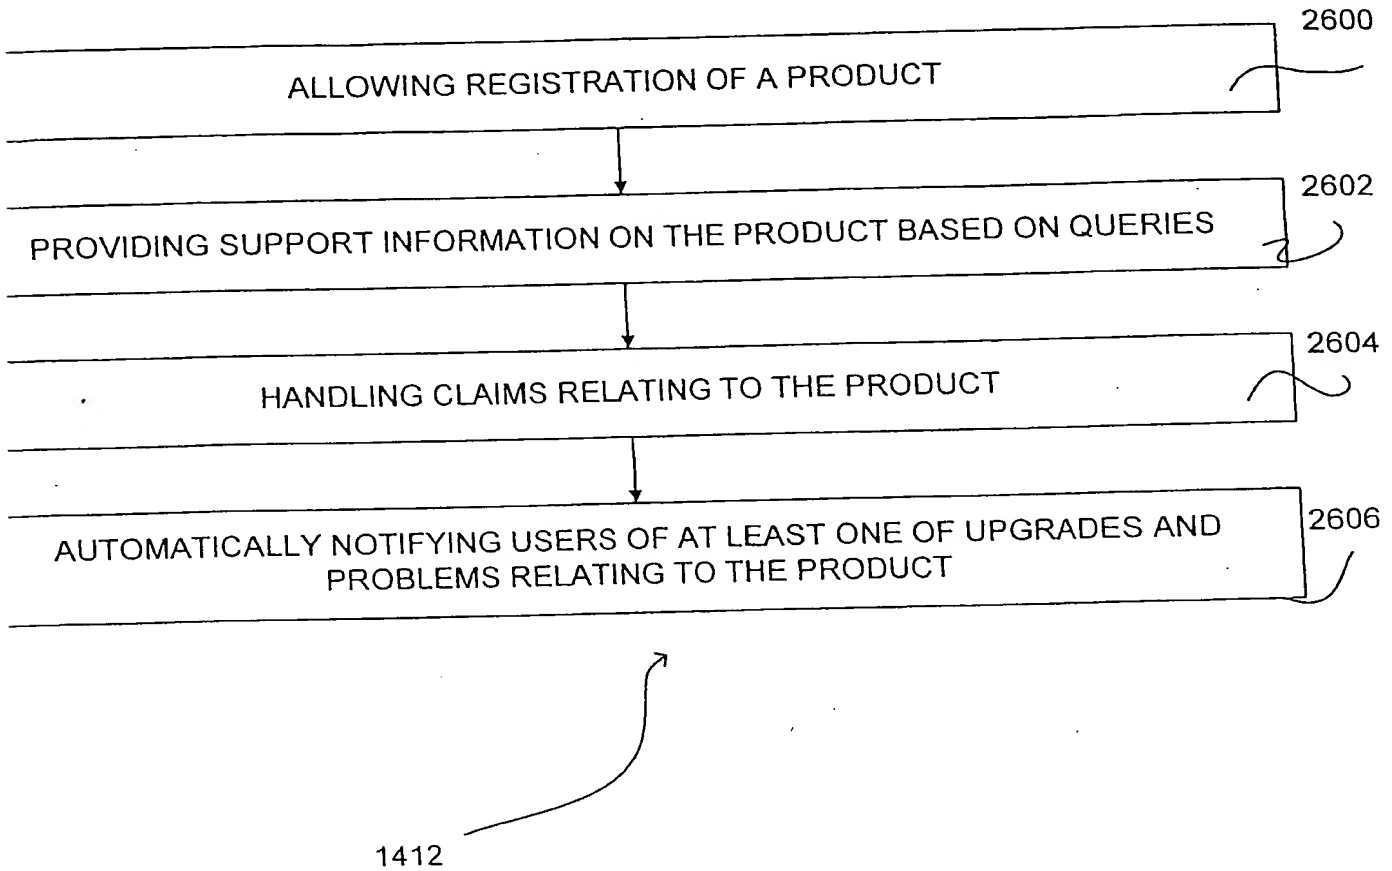 2600
ALLOWING REGISTRATION OF A PRODUCT
2602
PROVIDING SUPPORT INFORMATION ON THE PRODUCT BASED ON QUERIES
2604
HANDLING CLAIMS RELATING TO THE PRODUCT
2606
AUTOMATICALLY NOTIFYING USERS OF AT LEAST ONE OF UPGRADES AND
PROBLEMS RELATING TO THE PRODUCT
1412